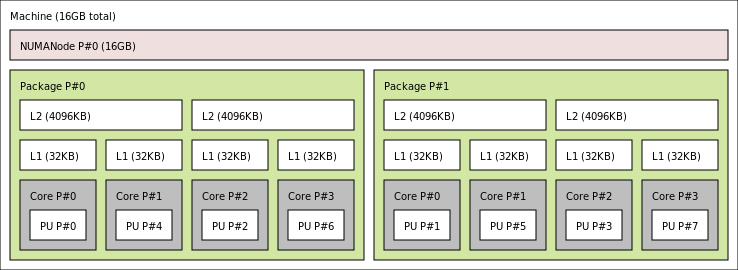 Machine (16GB total)
NUMANode P#0 (16GB)
Package P#0
L2 (4096KB)
L2 (4096KB)
L1 (32KB)
L1 (32KB)
L1 (32KB)
L1 (32KB)
Core P#0
Core P#1
Core P#2
Core P#3
PU P#0
PU P#4
PU P#2
PU P#6
Package P#1
L2 (4096KB)
L2 (4096KB)
L1 (32KB)
L1 (32KB)
L1 (32KB)
L1 (32KB)
Core P#0
Core P#1
Core P#2
Core P#3
PU P#1
PU P#5
PU P#3
PU P#7